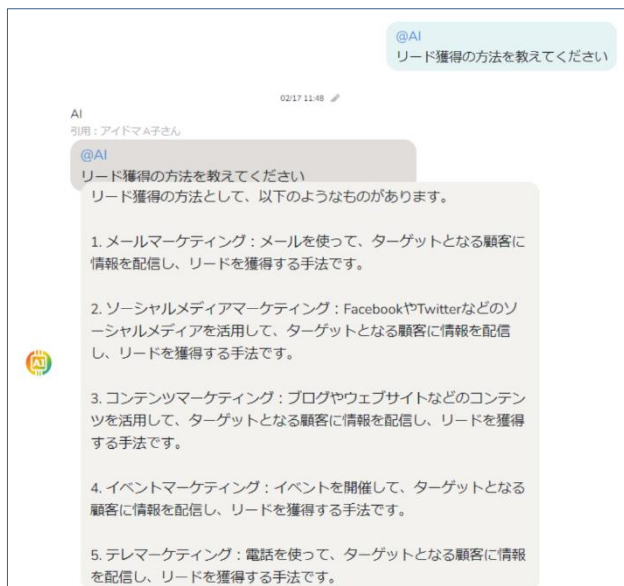 @AI
リード獲得の方法を教えてください
02/17 11:48
AI
引用：アイドマ A子さん
@AI
リード獲得の方法を教えてください
リード獲得の方法として、以下のようなものがあります。
1. メールマーケティング：メールを使って、ターゲットとなる顧客に
情報を配信し、リードを獲得する手法です。
2. ソーシャルメディアマーケティング：FacebookやTwitterなどのソ
ーシャルメディアを活用して、ターゲットとなる顧客に情報を配信
し、リードを獲得する手法です。
AI
3. コンテンツマーケティング：ブログやウェブサイトなどのコンテン
ツを活用して、ターゲットとなる顧客に情報を配信し、リードを獲得
する手法です。
4. イベントマーケティング：イベントを開催して、ターゲットとなる
顧客に情報を配信し、リードを獲得する手法です。
5. テレマーケティング：電話を使って、ターゲットとなる顧客に情報
を配信し、リードを獲得する手法です。